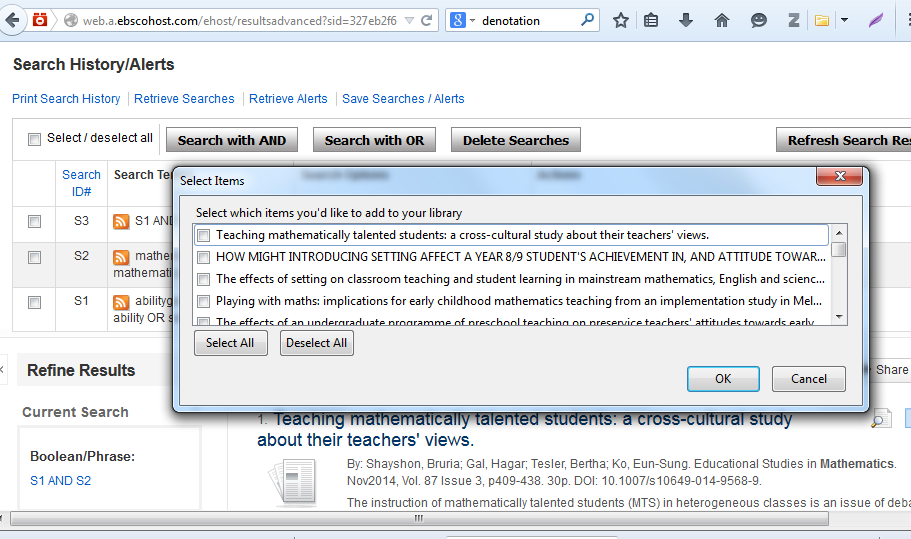 web.a.ebscohost.com/ehost/resultsadvanced?sid=327eb2f6
8 denotation
Z
Search History/Alerts
Print Search History Retrieve Searches Retrieve Alerts Save Searches / Alerts
Select / deselect all Search with AND Search with OR Delete Searches Refresh Search Res
Search ID# Search Te Search Options Actions
Select Items
Select which items you'd like to add to your library
Teaching mathematically talented students: a cross-cultural study about their teachers' views.
HOW MIGHT INTRODUCING SETTING AFFECT A YEAR 8/9 STUDENT'S ACHIEVEMENT IN, AND ATTITUDE TOWAR...
The effects of setting on classroom teaching and student learning in mainstream mathematics, English and scienc...
Playing with maths: implications for early childhood mathematics teaching from an implementation study in Mel...
The effects of an undergraduate programme of preschool teaching on preservice teachers' attitudes towards early
Select All Deselect All
OK Cancel
S3 S1 AN
S2 mathe
mathemati
S1 abilityg
ability OR s
Refine Results
Share
Current Search
Boolean/Phrase:
S1 AND S2
1. Teaching mathematically talented students: a cross-cultural study
about their teachers' views.
By: Shayshon, Bruria; Gal, Hagar; Tesler, Bertha; Ko, Eun-Sung. Educational Studies in Mathematics.
Nov2014, Vol. 87 Issue 3, p409-438. 30p. DOI: 10.1007/s10649-014-9568-9.
The instruction of mathematically talented students (MTS) in heterogeneous classes is an issue of deba